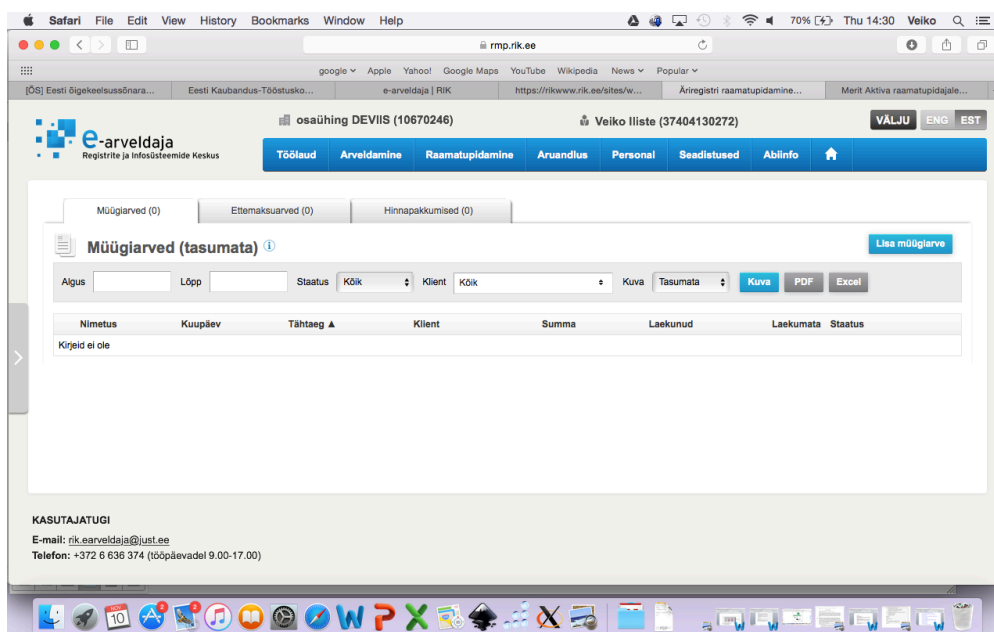 Safari File Edit View History Bookmarks Window Help 70% Thu 14:30 Veiko
rmp.rik.ee
google Apple Yahoo! Google Maps YouTube Wikipedia News Popular
[ÕS] Eesti õigekeelsussõnara... Eesti Kaubandus-Tööstusko... e-arveldaja | RIK https://rikwww.rik.ee/sites/w... Äriregistri raamatupidamine... Merit Aktiva raamatupidajale...
osaühing DEVIIS (10670246) Veiko Iliste (37404130272) VÄLJU ENG EST
e-arveldaja
Registrite ja Infosüsteemide Keskus
Töölaud Arveldamine Raamatupidamine Aruandlus Personal Seadistused Abiinfo
Müügiarved (0) Ettemaksuarved (0) Hinnapakkumised (0)
Müügiarved (tasumata) i Lisa müügiarve
Algus Lõpp Staatus Kõik Klient Kõik Kuva Tasumata Kuva PDF Excel
Nimetus Kuupäev Tähtaeg ▲ Klient Summa Laekunud Laekumata Staatus
Kirjeid ei ole
KASUTAJATUGI
E-mail: rik.earveldaja@just.ee
Telefon: +372 6 636 374 (tööpäevadel 9.00-17.00)
NOV
10
2
2